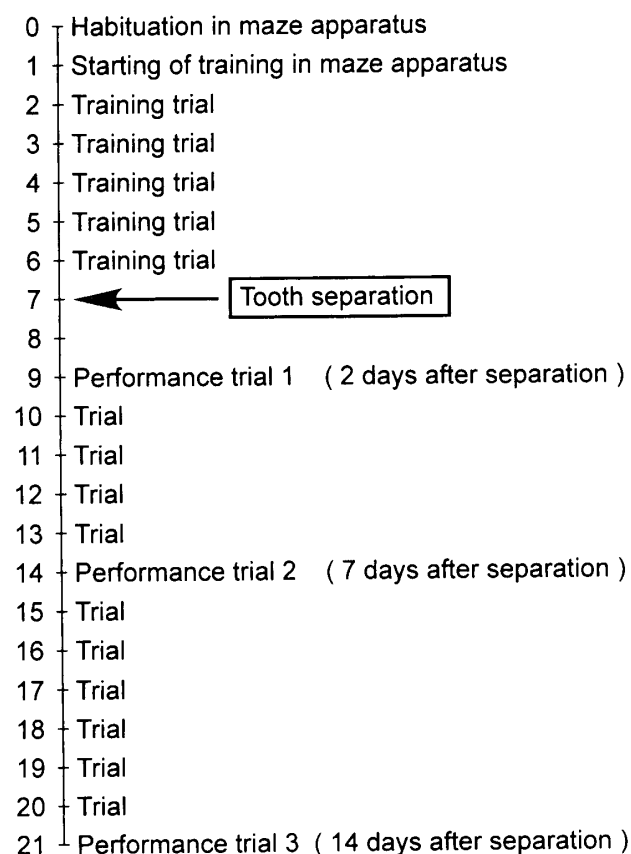 0 Habituation in maze apparatus
1 Starting of training in maze apparatus
2 Training trial
3 Training trial
4 Training trial
5 Training trial
6 Training trial
7 Tooth separation
8
9 Performance trial 1 ( 2 days after separation )
10 Trial
11 Trial
12 Trial
13 Trial
14 Performance trial 2 ( 7 days after separation )
15 Trial
16 Trial
17 Trial
18 Trial
19 Trial
20 Trial
21 Performance trial 3 ( 14 days after separation )